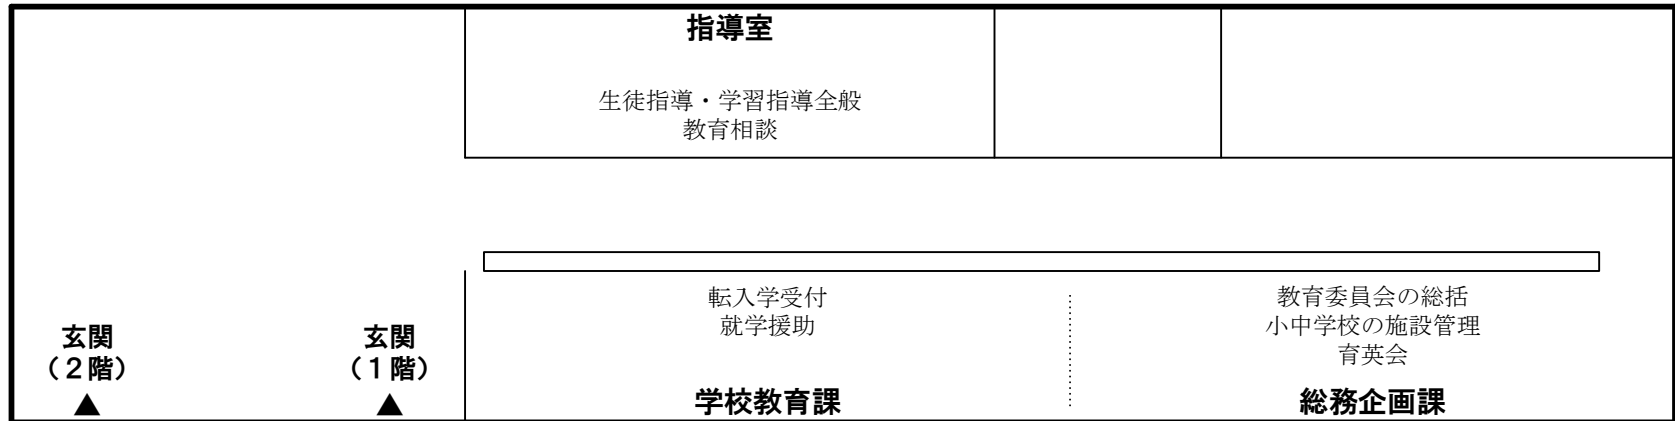 指導室
生徒指導・学習指導全般
教育相談
転入学受付
就学援助
教育委員会の総括
小中学校の施設管理
育英会
玄関
（２階）
▲
玄関
（１階）
▲
学校教育課
総務企画課